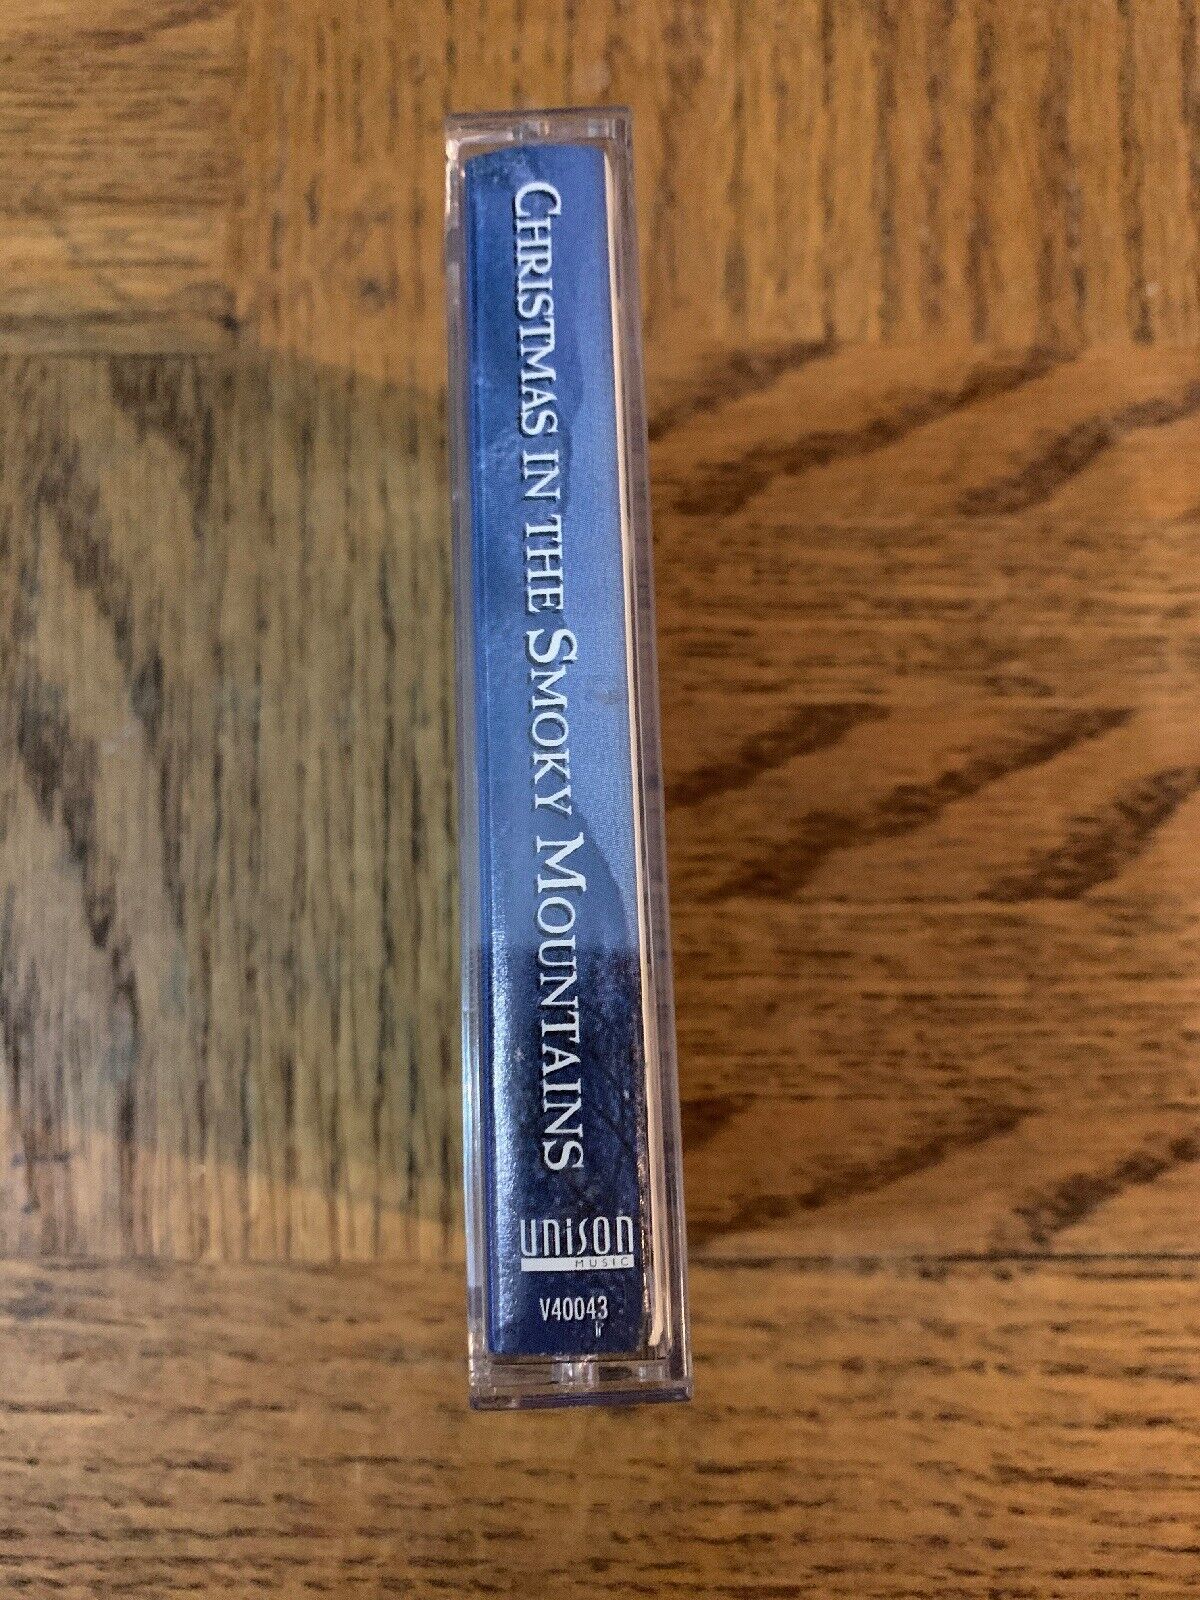 CHRISTMAS IN THE SMOKY MOUNTAINS
unison
MUSIC
V40043